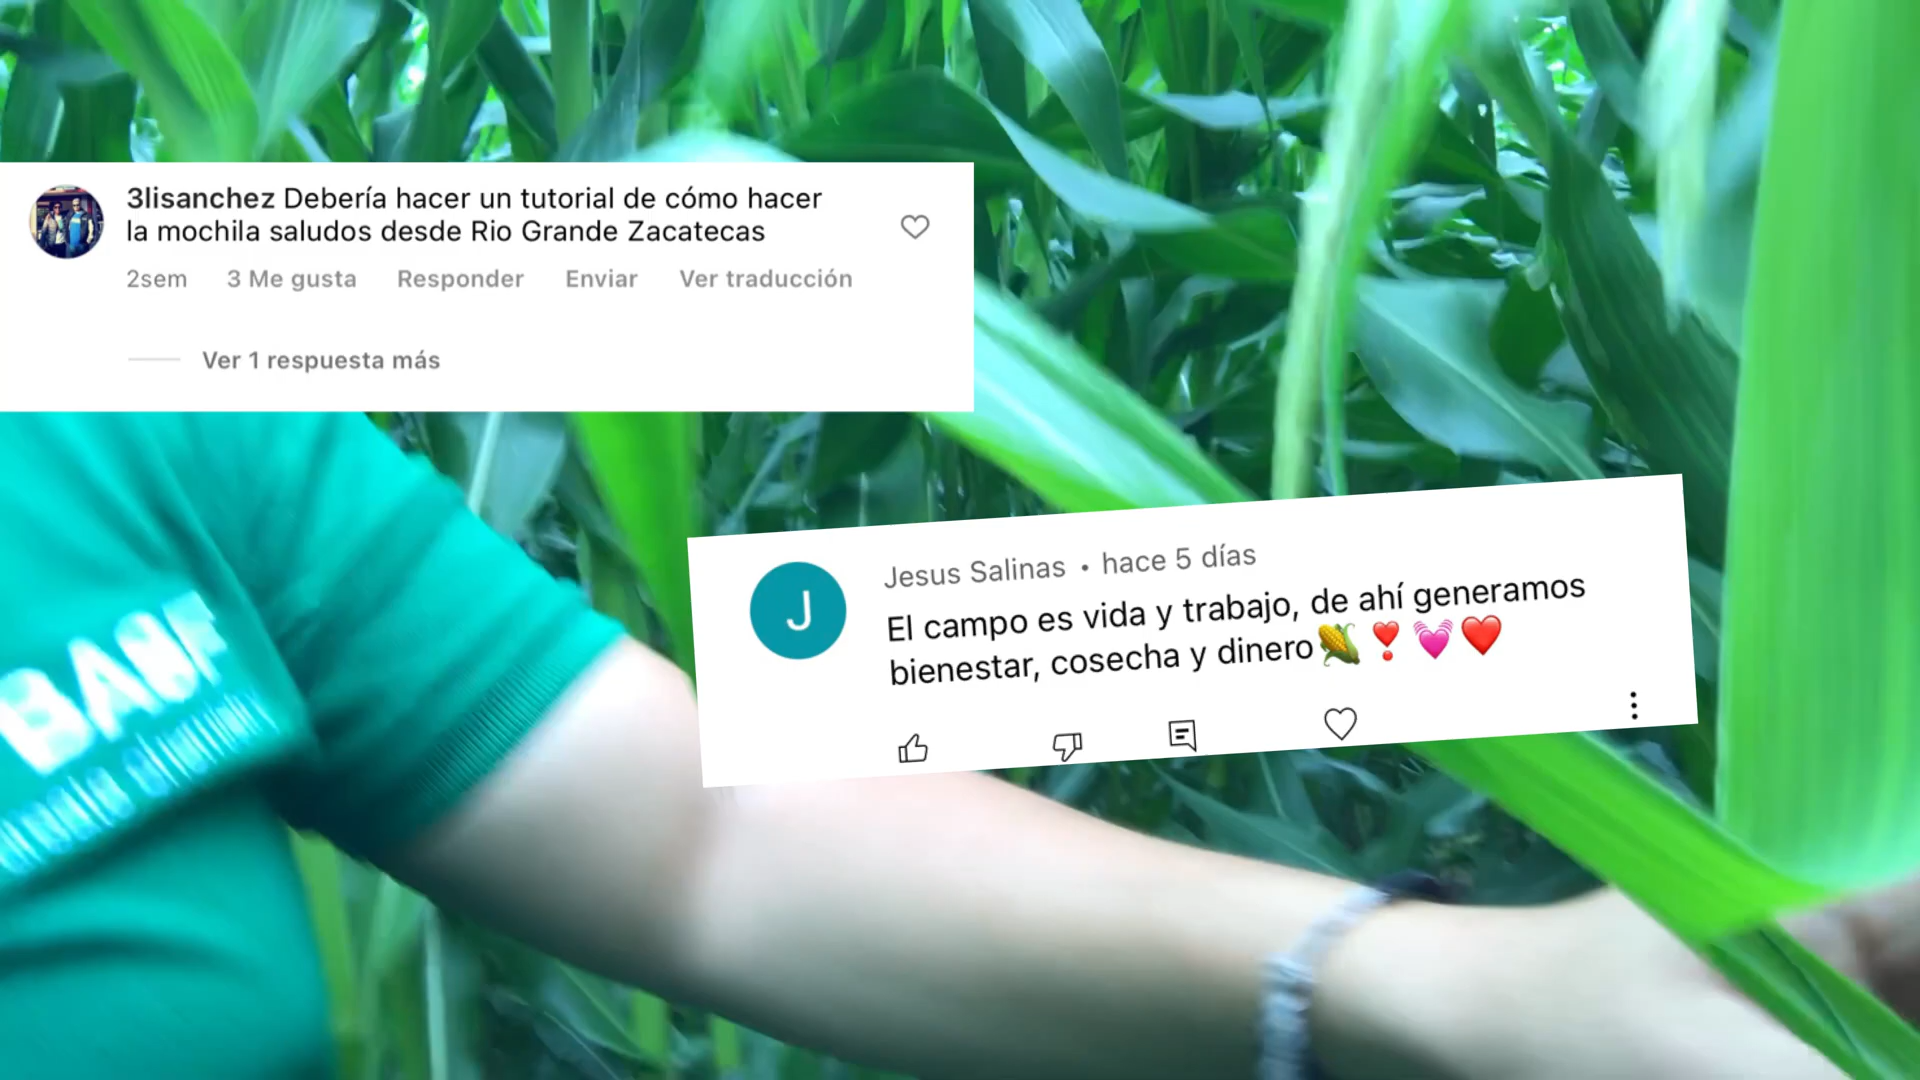 3lisanchez Debería hacer un tutorial de cómo hacer
la mochila saludos desde Rio Grande Zacatecas
2sem 3 Me gusta Responder Enviar Ver traducción
Ver 1 respuesta más
Jesus Salinas • hace 5 días
El campo es vida y trabajo, de ahí generamos
bienestar, cosecha y dinero🌽❣️💓❤️
J